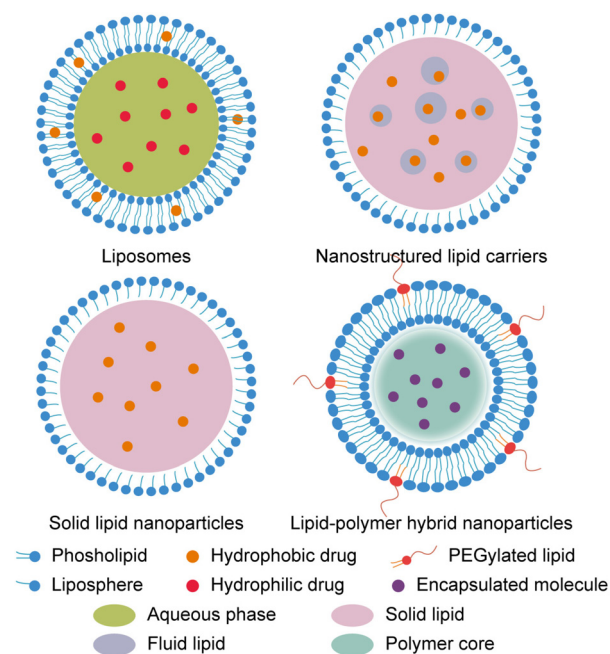 Liposomes
Nanostructured lipid carriers
Solid lipid nanoparticles
Lipid-polymer hybrid nanoparticles
Phosholipid
Hydrophobic drug
PEGylated lipid
Liposphere
Hydrophilic drug
Encapsulated molecule
Aqueous phase
Solid lipid
Fluid lipid
Polymer core